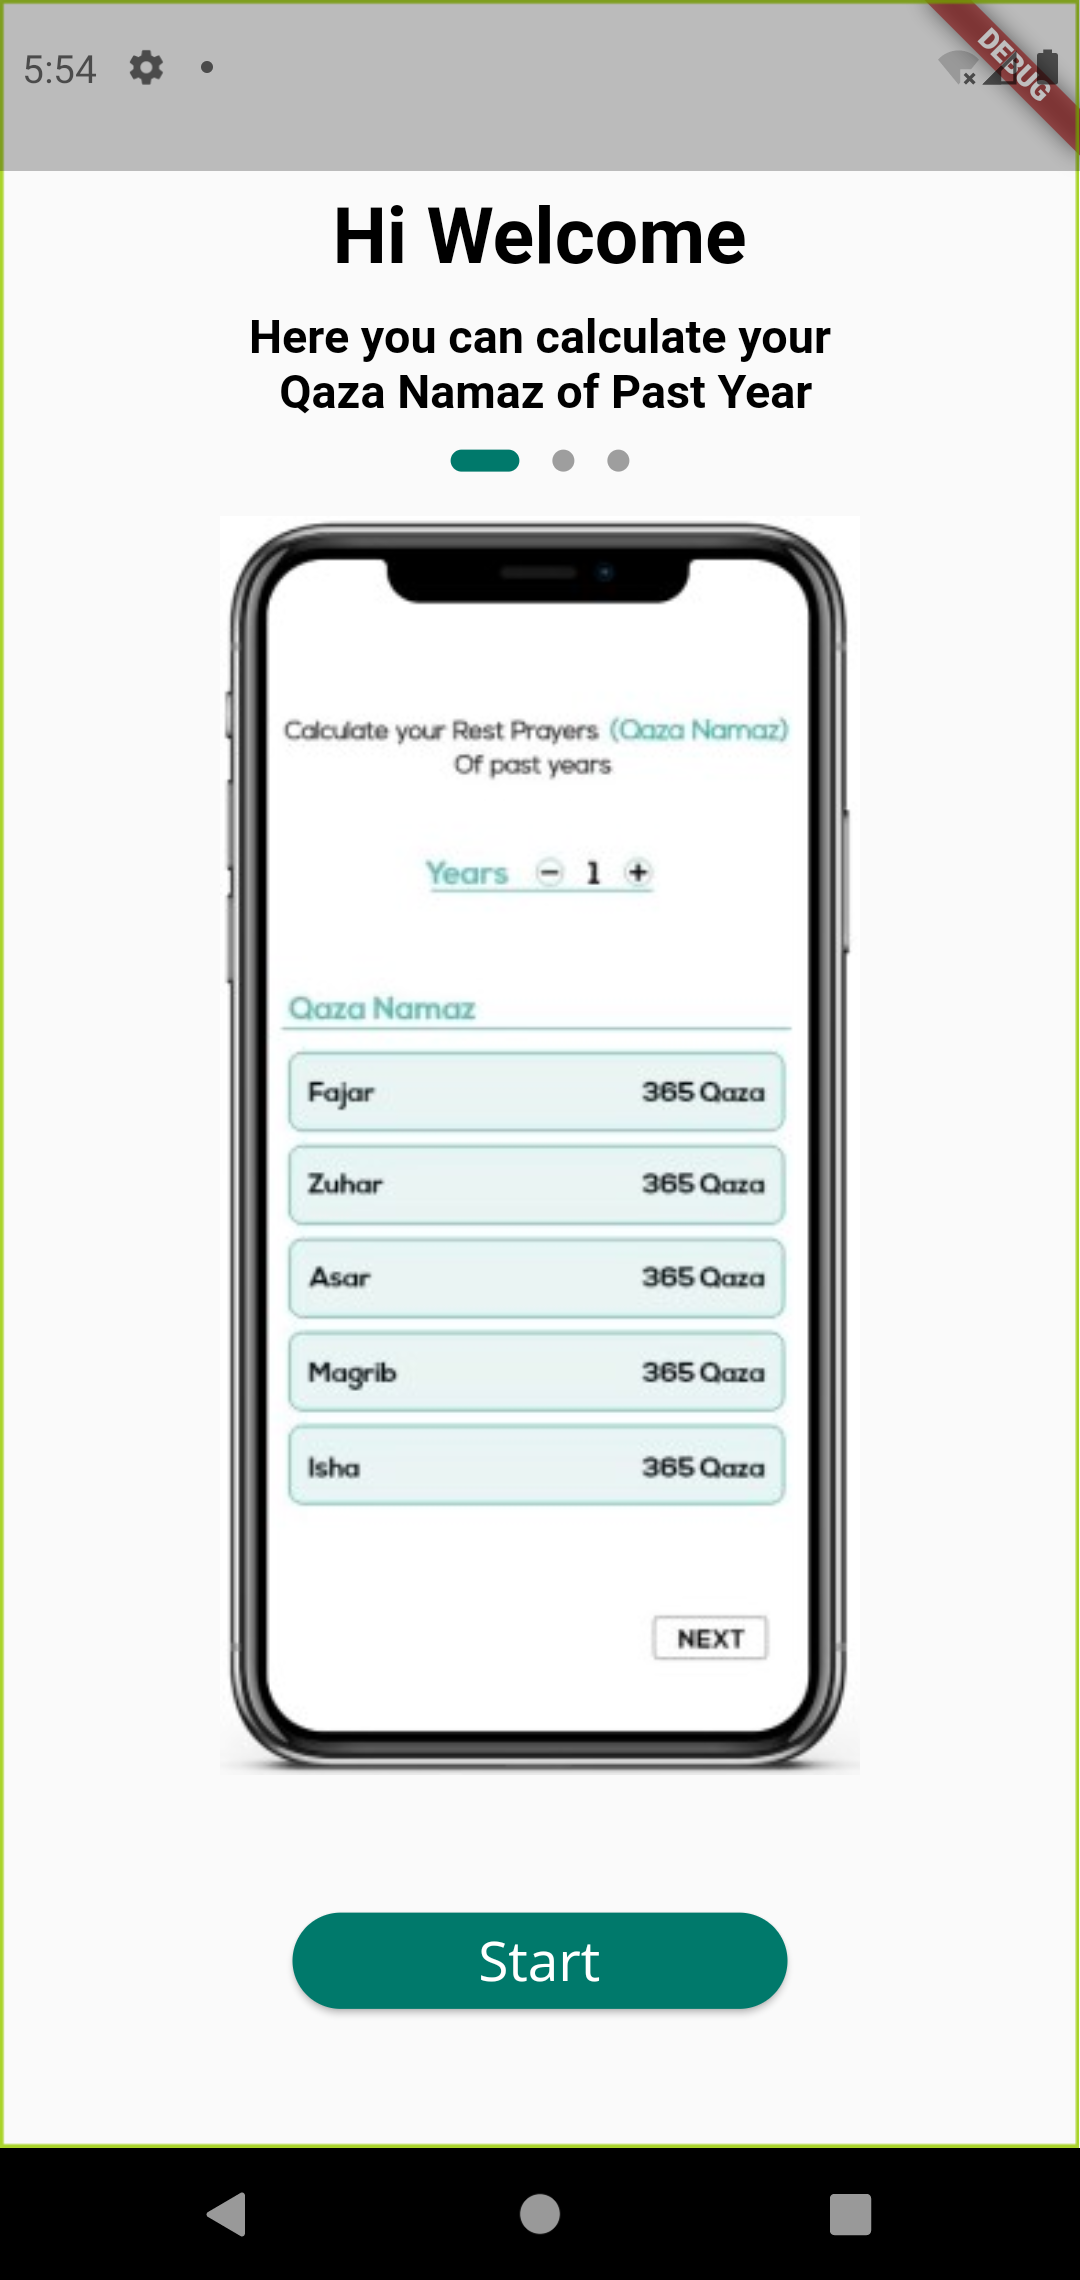 5:54
DEBUG
Hi Welcome
Here you can calculate your
Qaza Namaz of Past Year
Calculate your Rest Prayers (Qaza Namaz)
Of past years
Years − 1 +
Qaza Namaz
Fajar 365 Qaza
Zuhar 365 Qaza
Asar 365 Qaza
Magrib 365 Qaza
Isha 365 Qaza
NEXT
Start